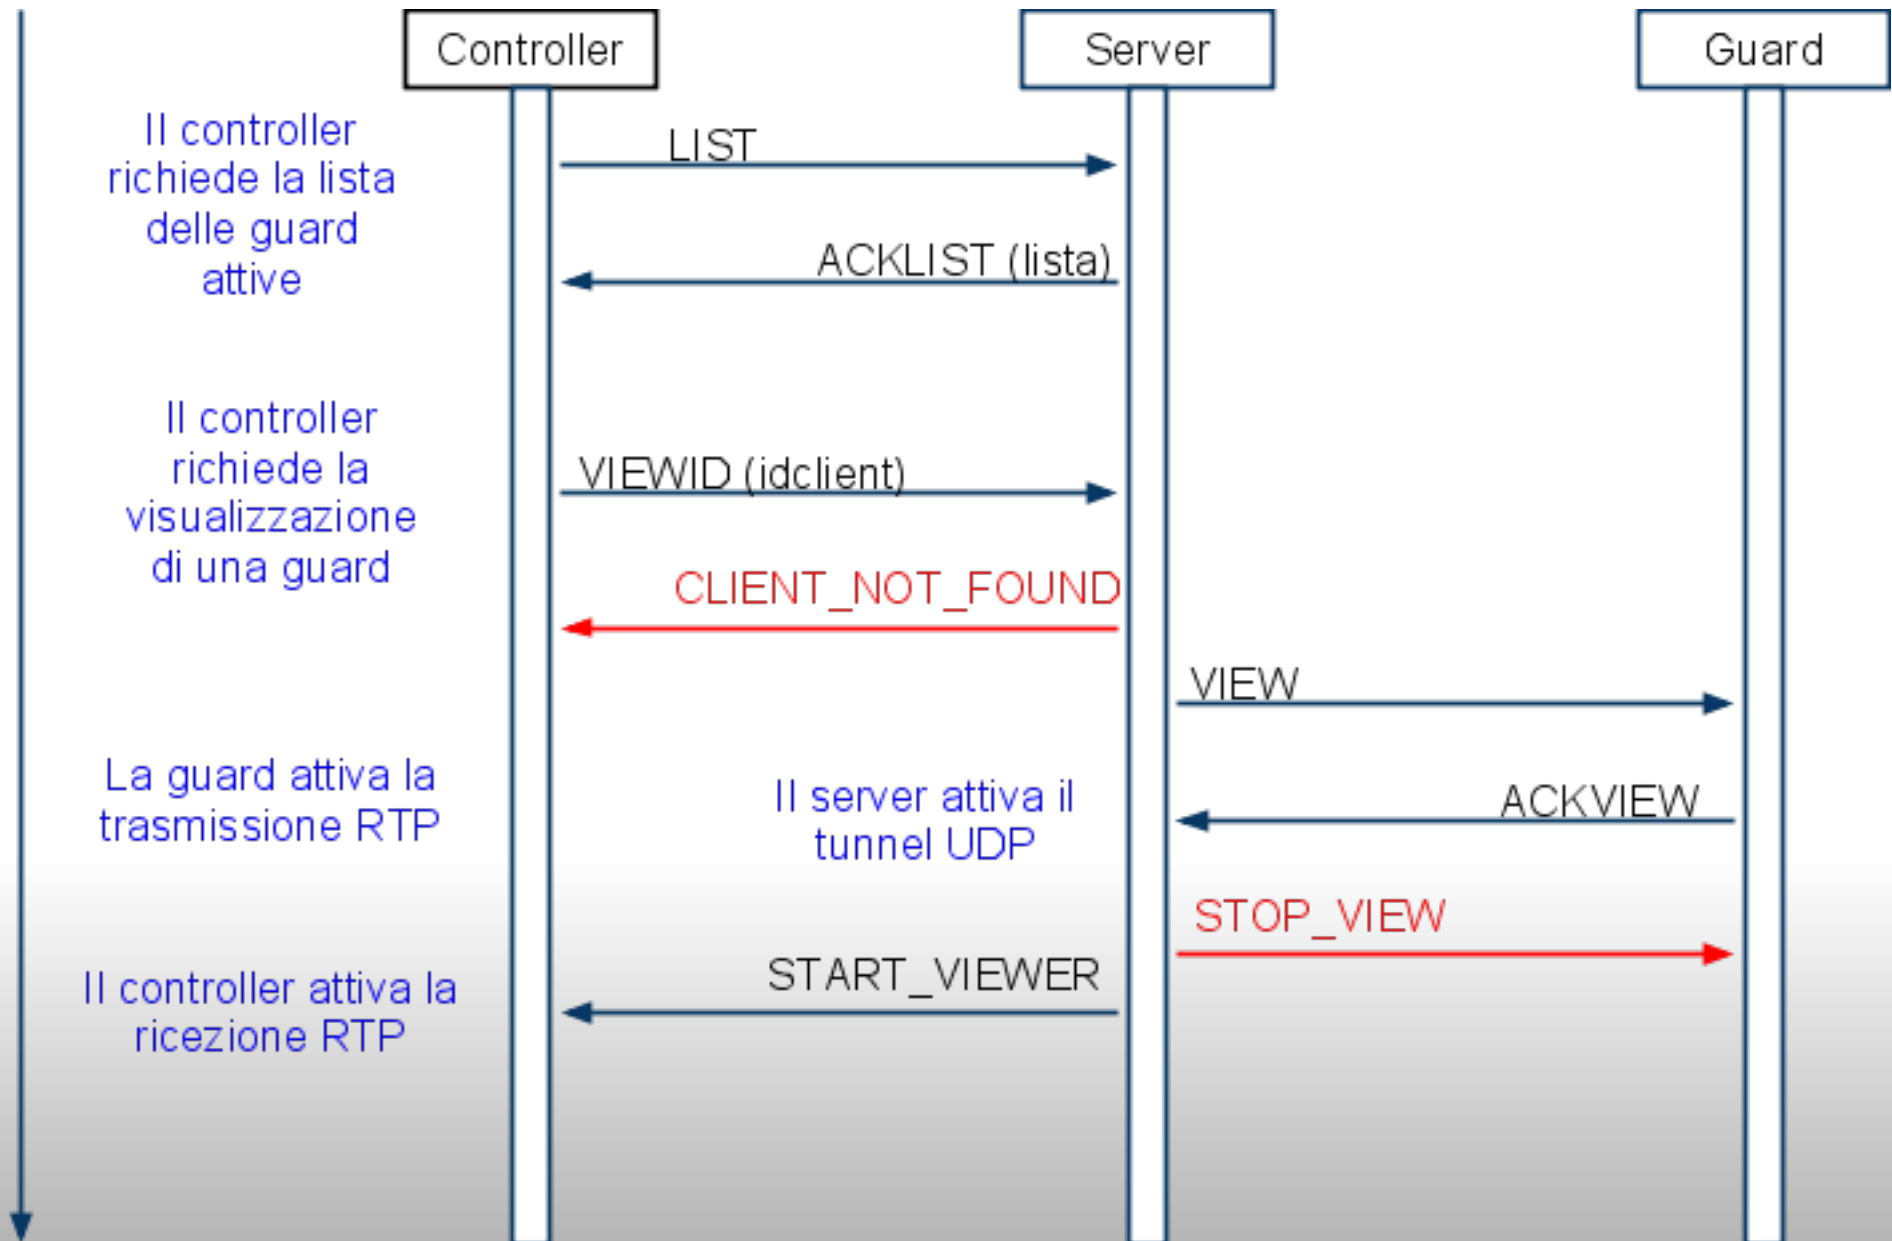 Controller
Server
Guard
Il controller
richiede la lista
delle guard
attive
LIST
ACKLIST (lista)
Il controller
richiede la
visualizzazione
di una guard
VIEWID (idclient)
CLIENT_NOT_FOUND
VIEW
La guard attiva la
trasmissione RTP
Il server attiva il
tunnel UDP
ACKVIEW
STOP_VIEW
START_VIEWER
Il controller attiva la
ricezione RTP